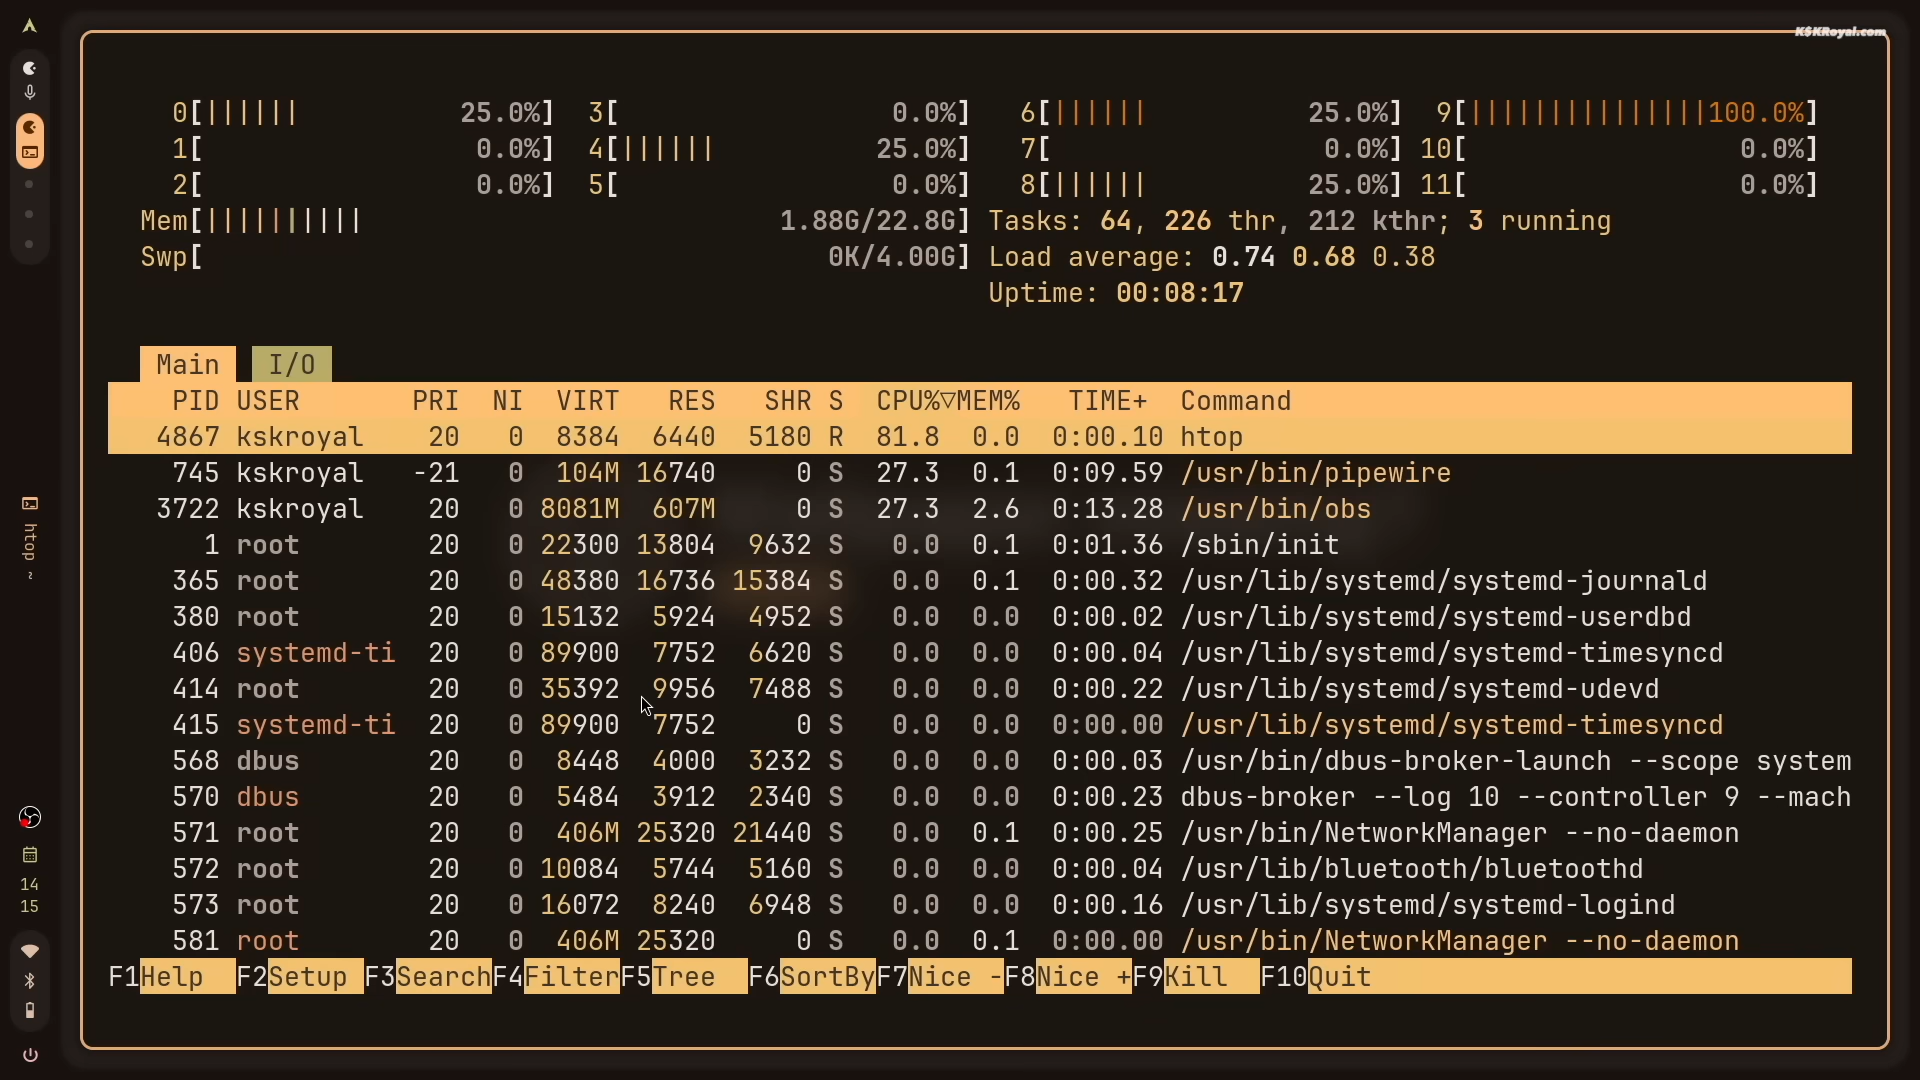 K$KRoyal.com
0[|||||| 25.0%] 3[ 0.0%] 6[|||||| 25.0%] 9[|||||||||||||||100.0%]
1[ 0.0%] 4[|||||| 25.0%] 7[ 0.0%] 10[ 0.0%]
2[ 0.0%] 5[ 0.0%] 8[|||||| 25.0%] 11[ 0.0%]
Mem[|||||||||| 1.88G/22.8G] Tasks: 64, 226 thr, 212 kthr; 3 running
Swp[ 0K/4.00G] Load average: 0.74 0.68 0.38
Uptime: 00:08:17
Main I/O
PID USER PRI NI VIRT RES SHR S CPU%▽MEM% TIME+ Command
4867 kskroyal 20 0 8384 6440 5180 R 81.8 0.0 0:00.10 htop
745 kskroyal -21 0 104M 16740 0 S 27.3 0.1 0:09.59 /usr/bin/pipewire
3722 kskroyal 20 0 8081M 607M 0 S 27.3 2.6 0:13.28 /usr/bin/obs
1 root 20 0 22300 13804 9632 S 0.0 0.1 0:01.36 /sbin/init
365 root 20 0 48380 16736 15384 S 0.0 0.1 0:00.32 /usr/lib/systemd/systemd-journald
380 root 20 0 15132 5924 4952 S 0.0 0.0 0:00.02 /usr/lib/systemd/systemd-userdbd
406 systemd-ti 20 0 89900 7752 6620 S 0.0 0.0 0:00.04 /usr/lib/systemd/systemd-timesyncd
414 root 20 0 35392 9956 7488 S 0.0 0.0 0:00.22 /usr/lib/systemd/systemd-udevd
415 systemd-ti 20 0 89900 7752 0 S 0.0 0.0 0:00.00 /usr/lib/systemd/systemd-timesyncd
568 dbus 20 0 8448 4000 3232 S 0.0 0.0 0:00.03 /usr/bin/dbus-broker-launch --scope system
570 dbus 20 0 5484 3912 2340 S 0.0 0.0 0:00.23 dbus-broker --log 10 --controller 9 --mach
571 root 20 0 406M 25320 21440 S 0.0 0.1 0:00.25 /usr/bin/NetworkManager --no-daemon
572 root 20 0 10084 5744 5160 S 0.0 0.0 0:00.04 /usr/lib/bluetooth/bluetoothd
573 root 20 0 16072 8240 6948 S 0.0 0.0 0:00.16 /usr/lib/systemd/systemd-logind
581 root 20 0 406M 25320 0 S 0.0 0.1 0:00.00 /usr/bin/NetworkManager --no-daemon
F1Help F2Setup F3SearchF4FilterF5Tree F6SortByF7Nice -F8Nice +F9Kill F10Quit
htop ~
14
15